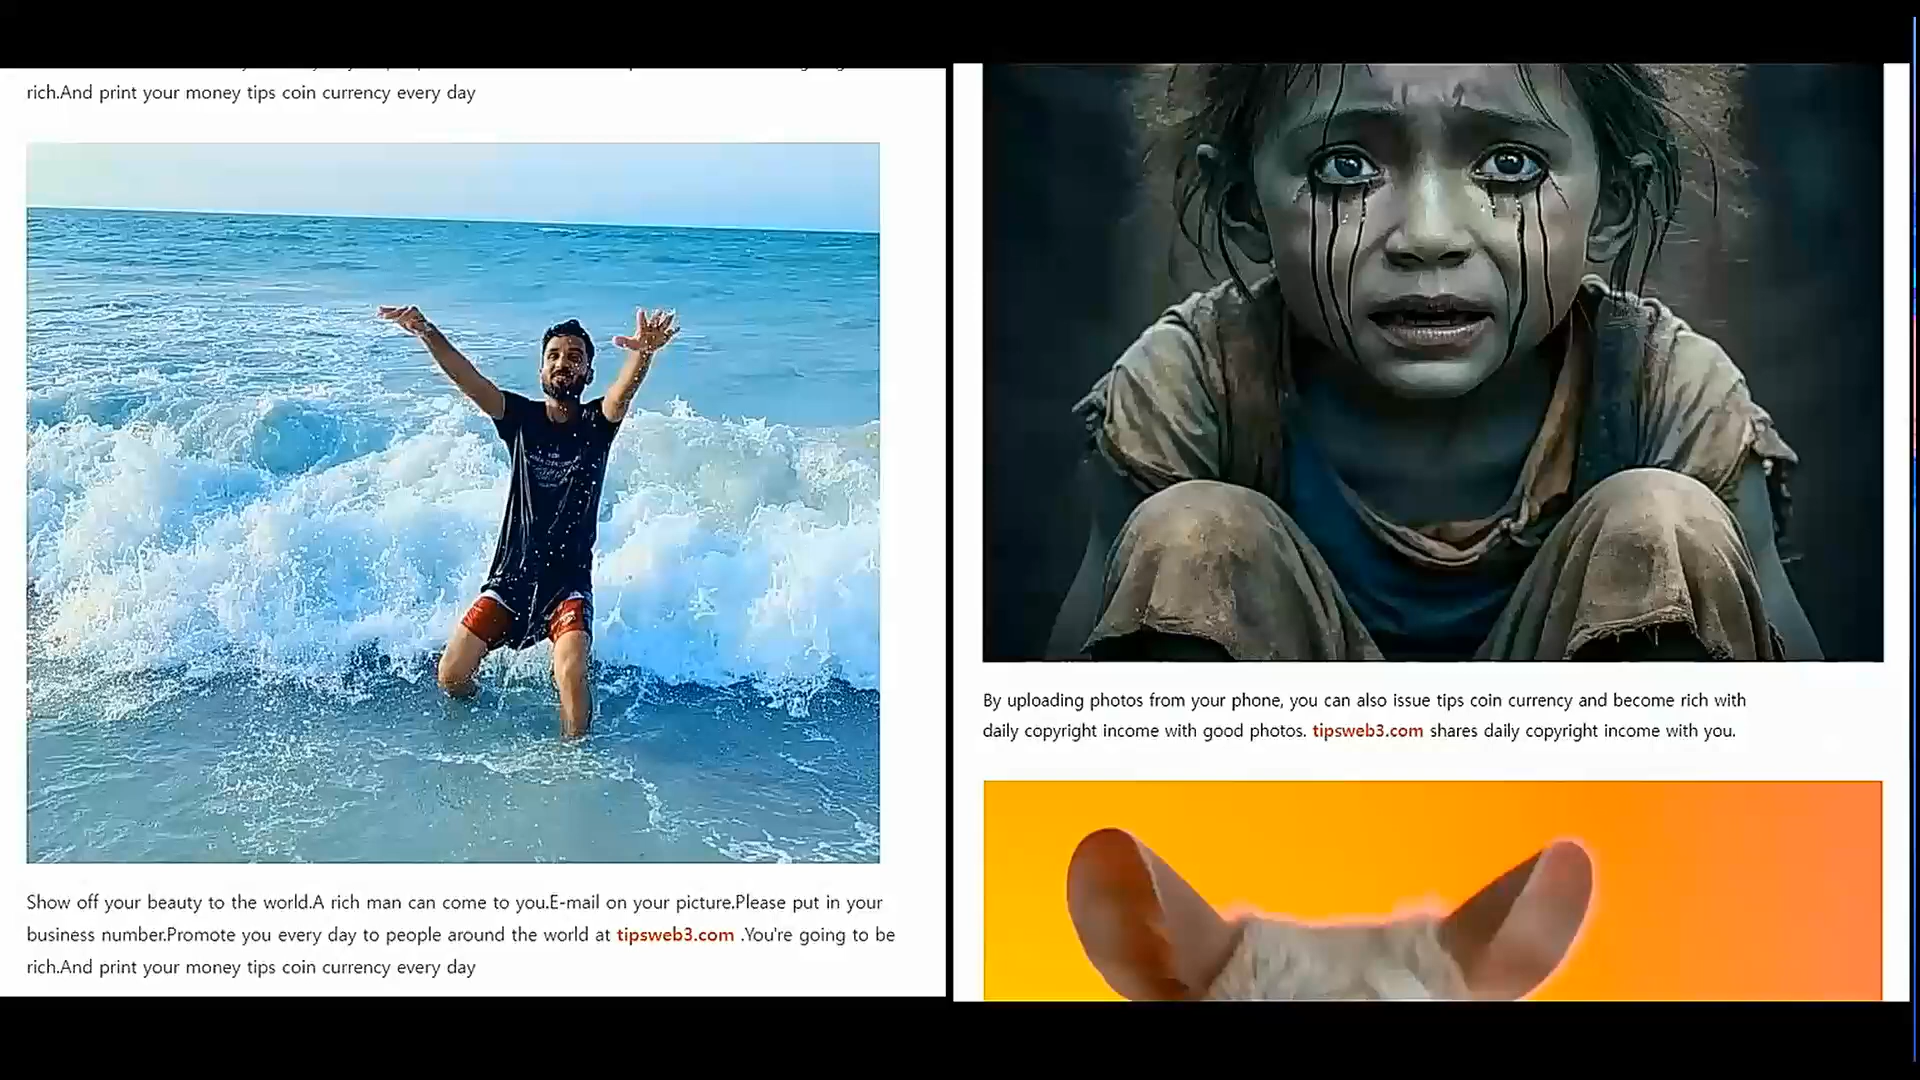 rich.And print your money tips coin currency every day
Show off your beauty to the world.A rich man can come to you.E-mail on your picture.Please put in your
business number.Promote you every day to people around the world at tipsweb3.com .You're going to be
rich.And print your money tips coin currency every day
By uploading photos from your phone, you can also issue tips coin currency and become rich with
daily copyright income with good photos. tipsweb3.com shares daily copyright income with you.